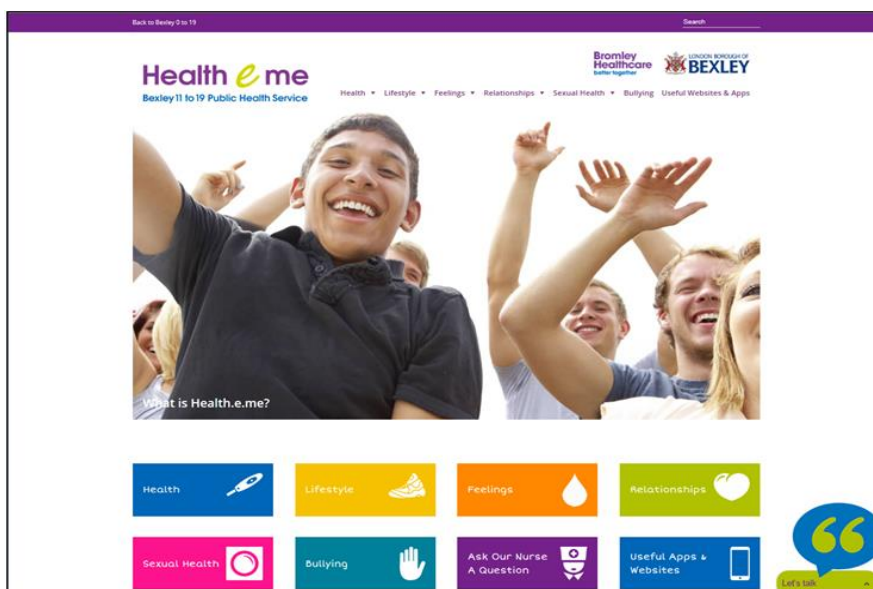 Back to Bexley 0 to 19
Search
Health e me
Bexley 11 to 19 Public Health Service
Bromley
Healthcare
better together
LONDON BOROUGH OF
BEXLEY
Health Lifestyle Feelings Relationships Sexual Health Bullying Useful Websites & Apps
What is Health.e.me?
Health
Lifestyle
Feelings
Relationships
Sexual Health
Bullying
Ask Our Nurse
A Question
Useful Apps &
Websites
Let's talk